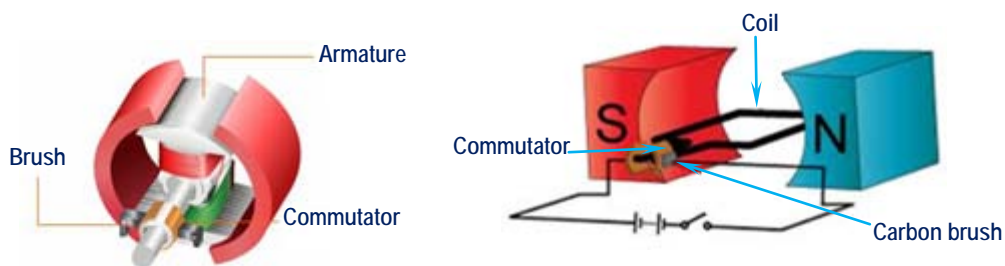 Armature
Brush
Commutator
Coil
S
N
Commutator
Carbon brush